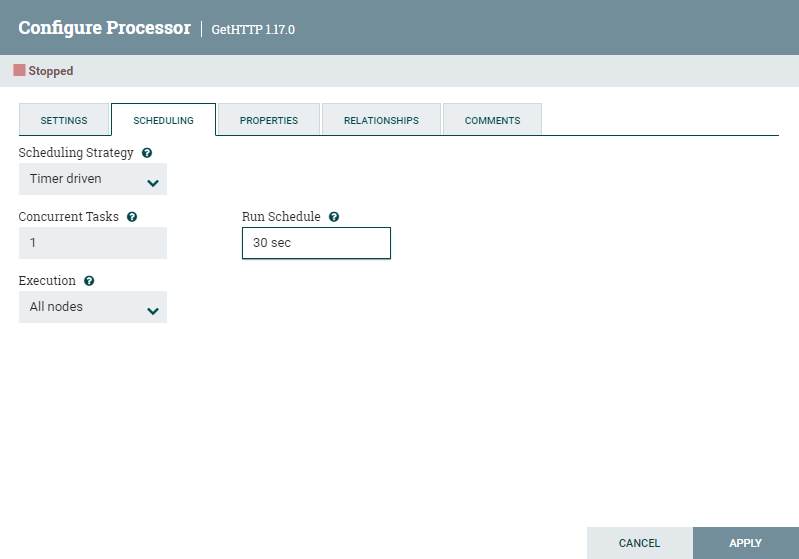 Configure Processor | GetHTTP 1.17.0
Stopped
SETTINGS SCHEDULING PROPERTIES RELATIONSHIPS COMMENTS
Scheduling Strategy
Timer driven
Concurrent Tasks Run Schedule
1 30 sec
Execution
All nodes
CANCEL APPLY